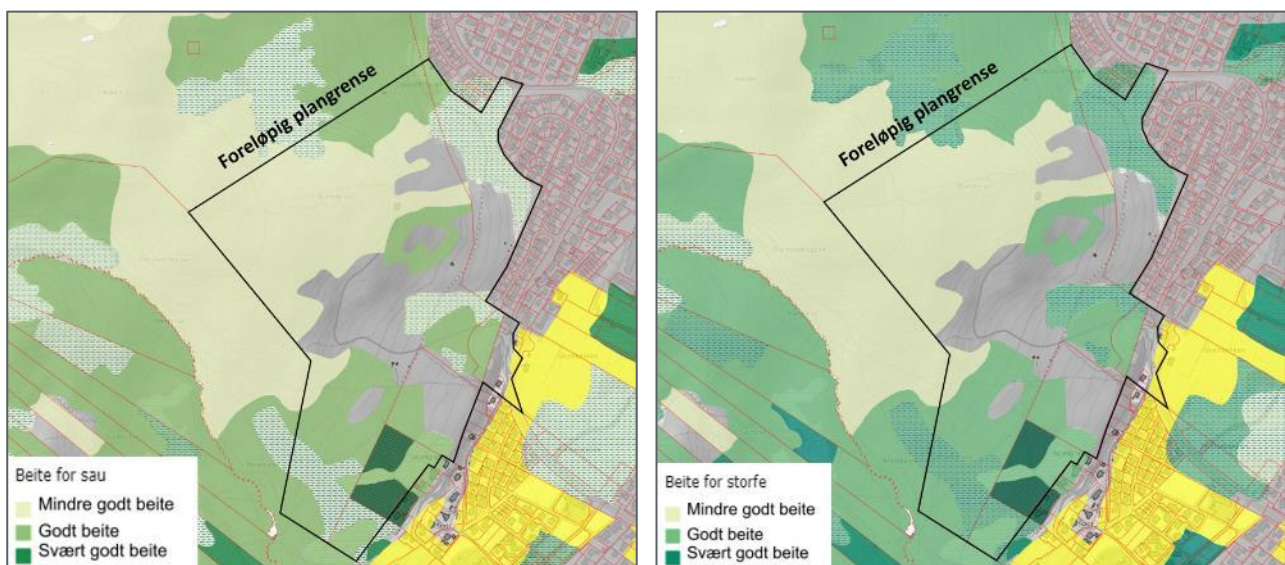 Foreløpig plangrense
Beite for sau
Mindre godt beite
Godt beite
Svært godt beite
Foreløpig plangrense
Beite for storfe
Mindre godt beite
Godt beite
Svært godt beite